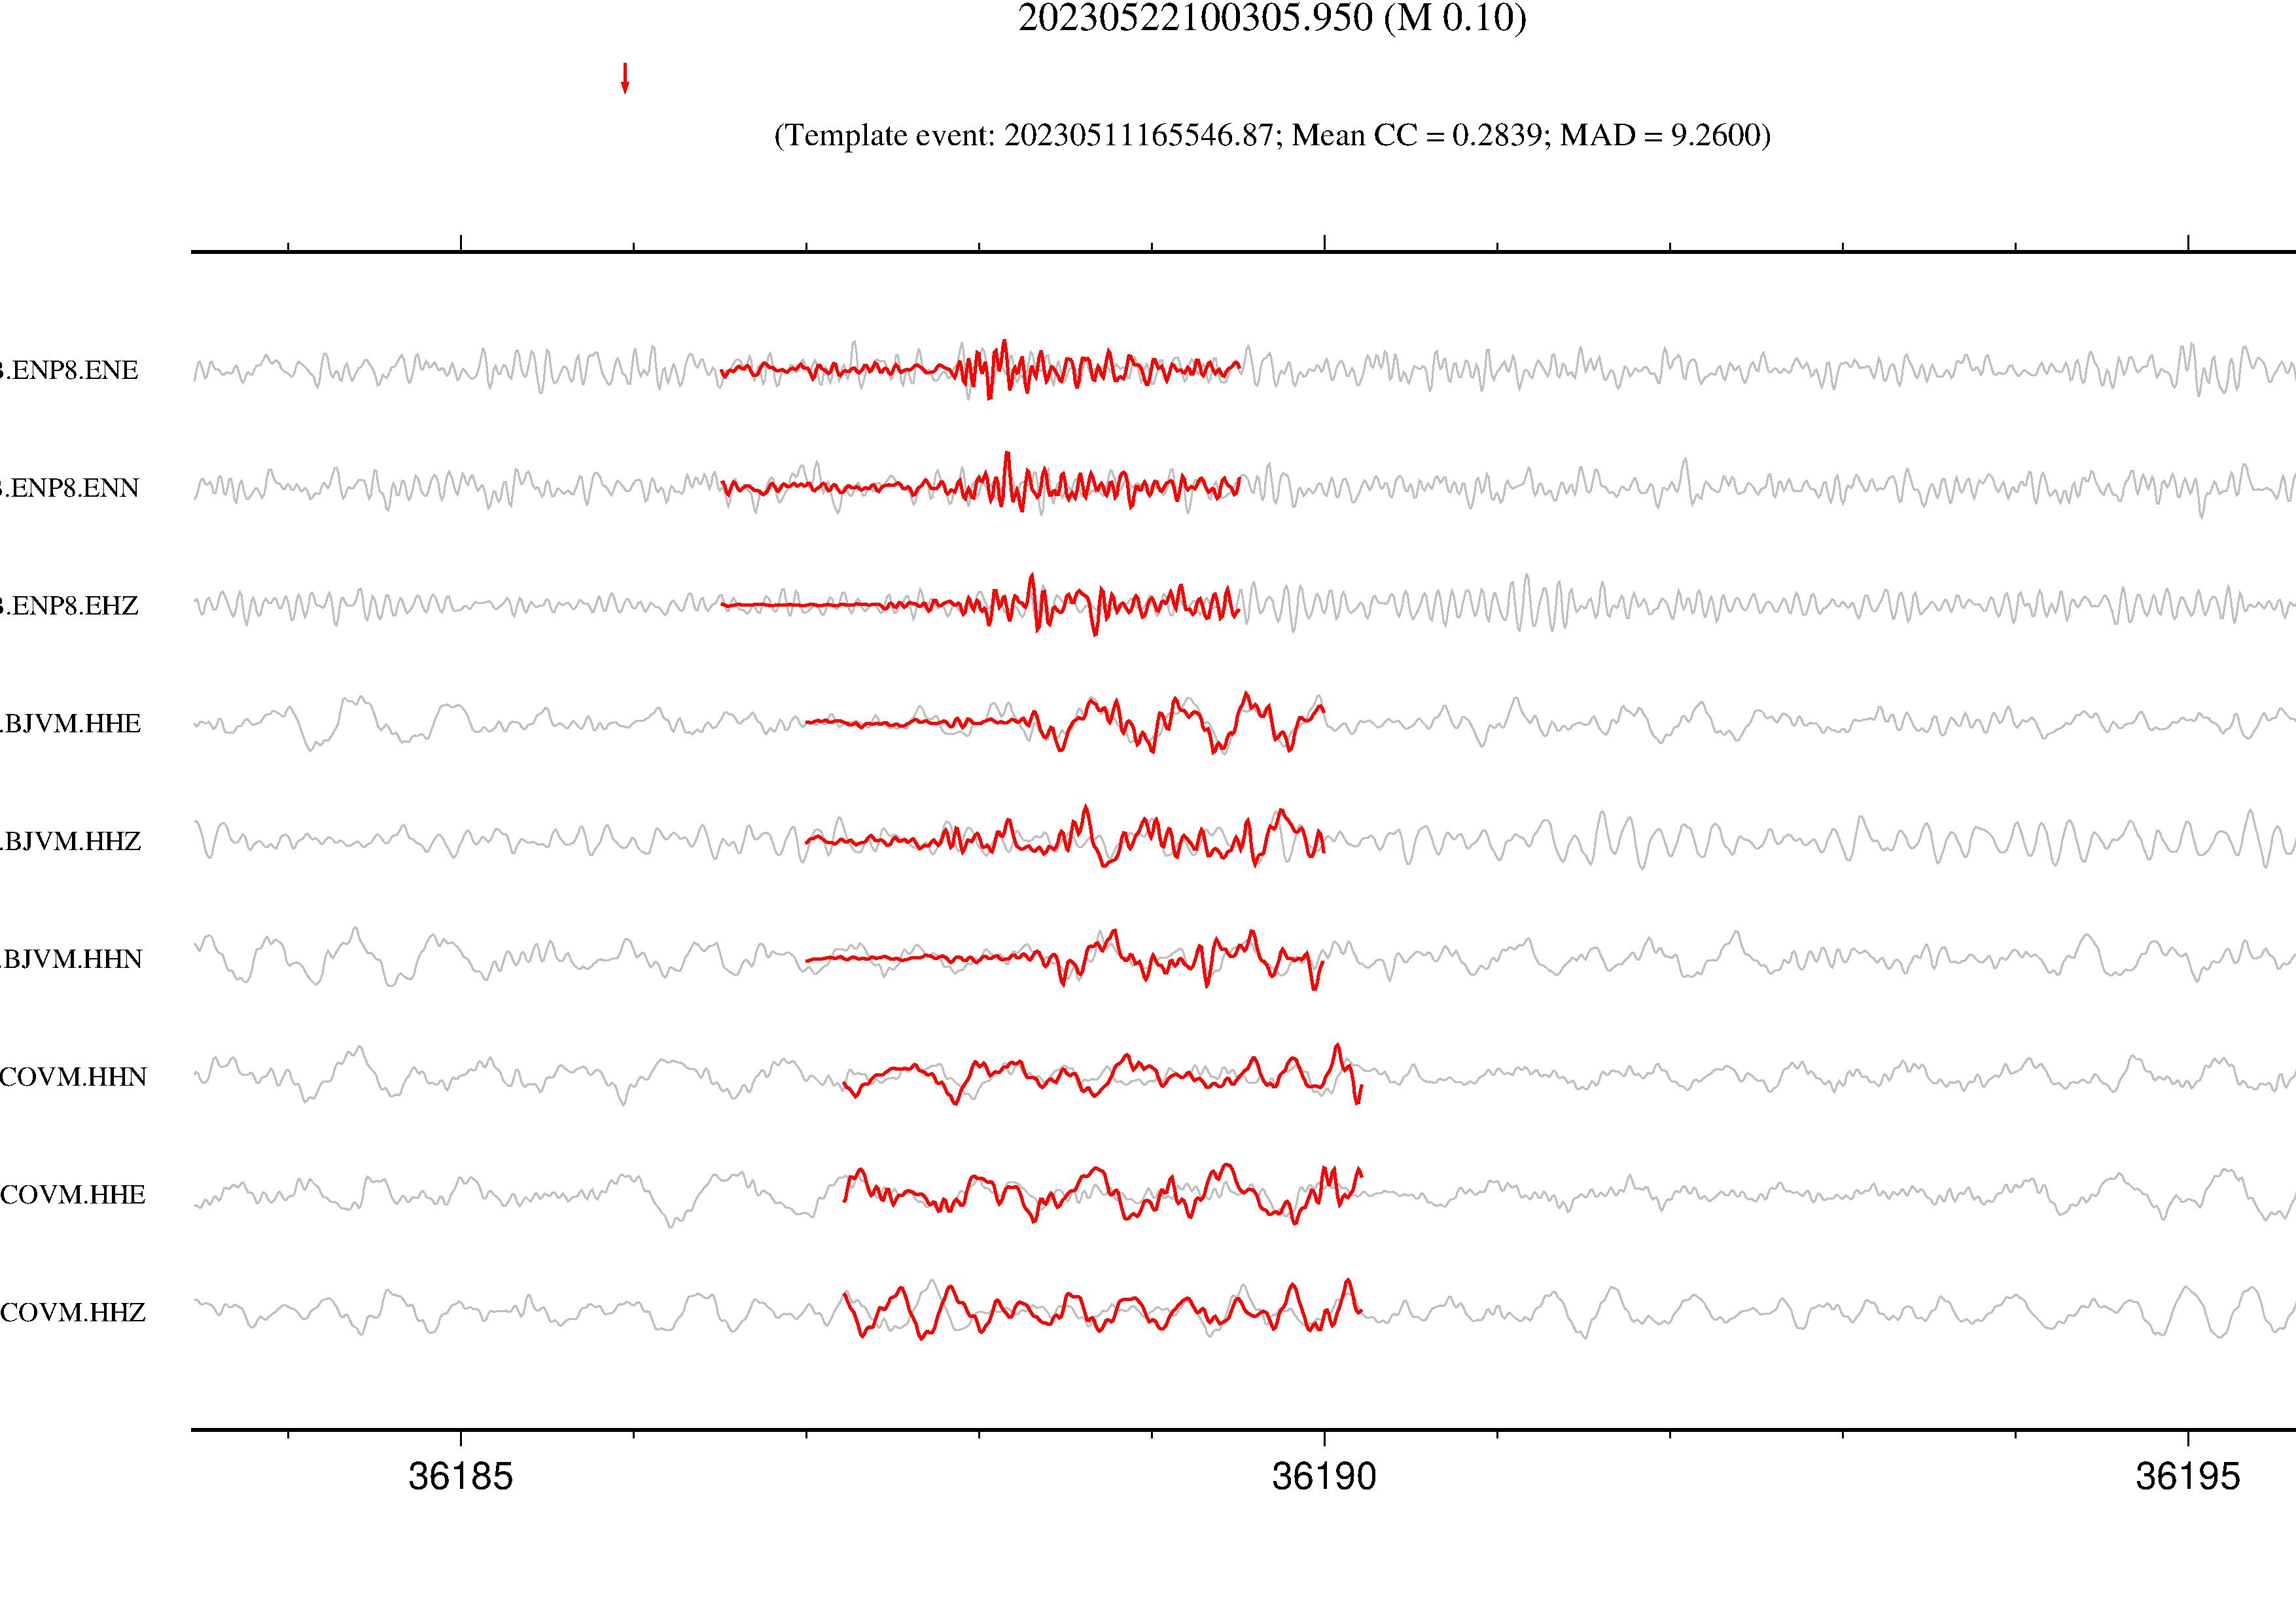 20230522100305.950 (M 0.10)
(Template event: 20230511165546.87; Mean CC = 0.2839; MAD = 9.2600)
.ENP8.ENE
.ENP8.ENN
.ENP8.EHZ
.BJVM.HHE
.BJVM.HHZ
.BJVM.HHN
COVM.HHN
COVM.HHE
COVM.HHZ
36185 36190 36195